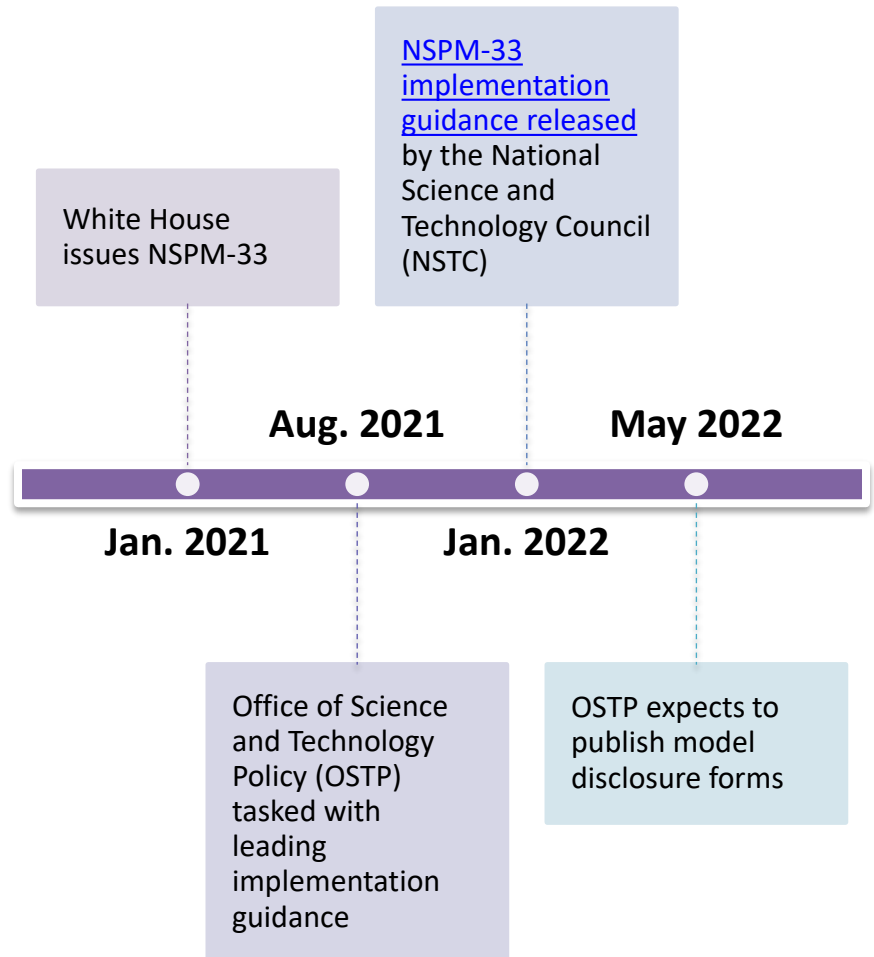 NSPM-33
implementation
guidance released
by the National
Science and
Technology Council
(NSTC)
White House
issues NSPM-33
Aug. 2021
May 2022
Jan. 2021
Jan. 2022
Office of Science
and Technology
Policy (OSTP)
tasked with
leading
implementation
guidance
OSTP expects to
publish model
disclosure forms